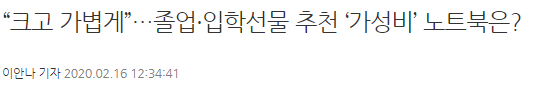 “크고 가볍게”…졸업·입학선물 추천 ‘가성비’ 노트북은?
이안나 기자 2020.02.16 12:34:41